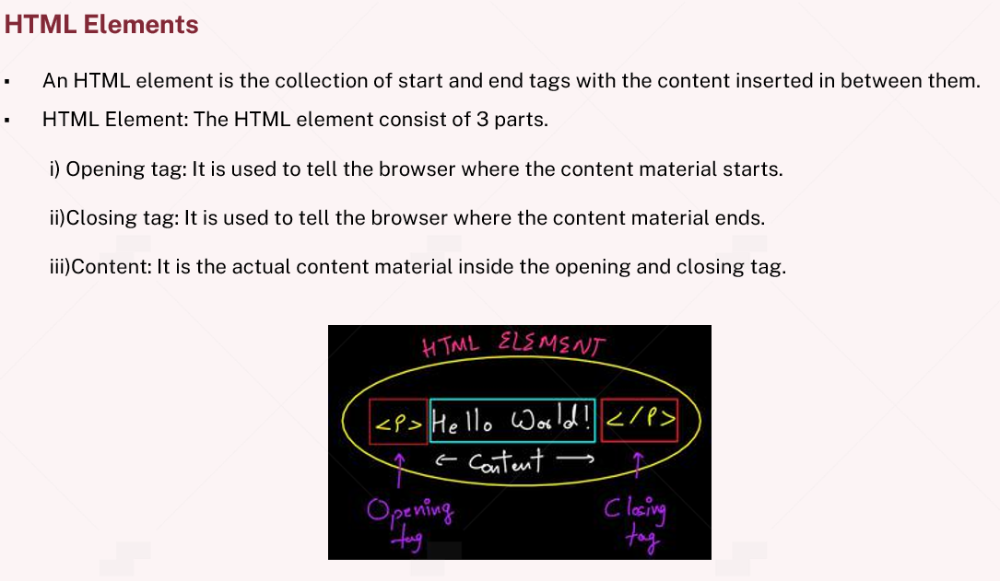 HTML Elements
▪ An HTML element is the collection of start and end tags with the content inserted in between them.
▪ HTML Element: The HTML element consist of 3 parts.
i) Opening tag: It is used to tell the browser where the content material starts.
ii)Closing tag: It is used to tell the browser where the content material ends.
iii)Content: It is the actual content material inside the opening and closing tag.
HTML ELEMENT
<P> Hello World! </P>
← Content →
Opening tag
Closing tag